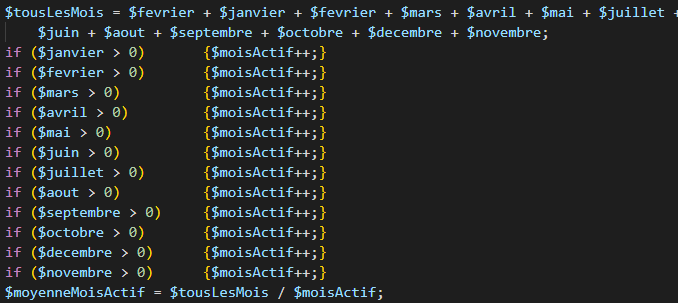 $tousLesMois = $fevrier + $janvier + $fevrier + $mars + $avril + $mai + $juillet +
$juin + $aout + $septembre + $octobre + $decembre + $novembre;
if ($janvier > 0) {$moisActif++;}
if ($fevrier > 0) {$moisActif++;}
if ($mars > 0) {$moisActif++;}
if ($avril > 0) {$moisActif++;}
if ($mai > 0) {$moisActif++;}
if ($juin > 0) {$moisActif++;}
if ($juillet > 0) {$moisActif++;}
if ($aout > 0) {$moisActif++;}
if ($septembre > 0) {$moisActif++;}
if ($octobre > 0) {$moisActif++;}
if ($decembre > 0) {$moisActif++;}
if ($novembre > 0) {$moisActif++;}
$moyenneMoisActif = $tousLesMois / $moisActif;